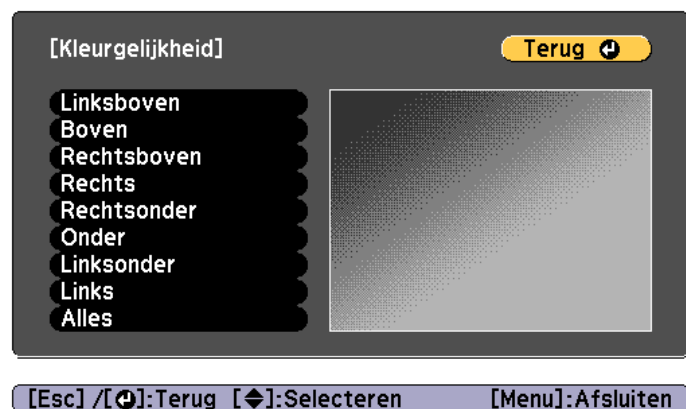 [Kleurgelijkheid]
Terug
Linksboven
Boven
Rechtsboven
Rechts
Rechtsonder
Onder
Linksonder
Links
Alles
[Esc] /[⏎]:Terug [◆]:Selecteren [Menu]:Afsluiten